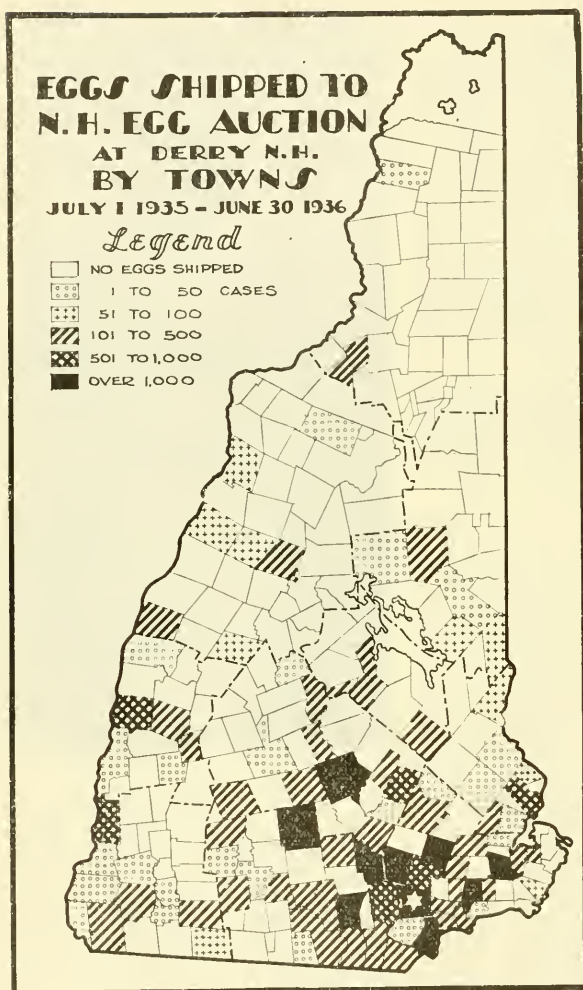 EGGS SHIPPED TO
N. H. EGG AUCTION
AT DERRY N.H.
BY TOWNS
JULY 1 1935 – JUNE 30 1936
Legend
NO EGGS SHIPPED
1 TO 50 CASES
51 TO 100
101 TO 500
501 TO 1,000
OVER 1,000